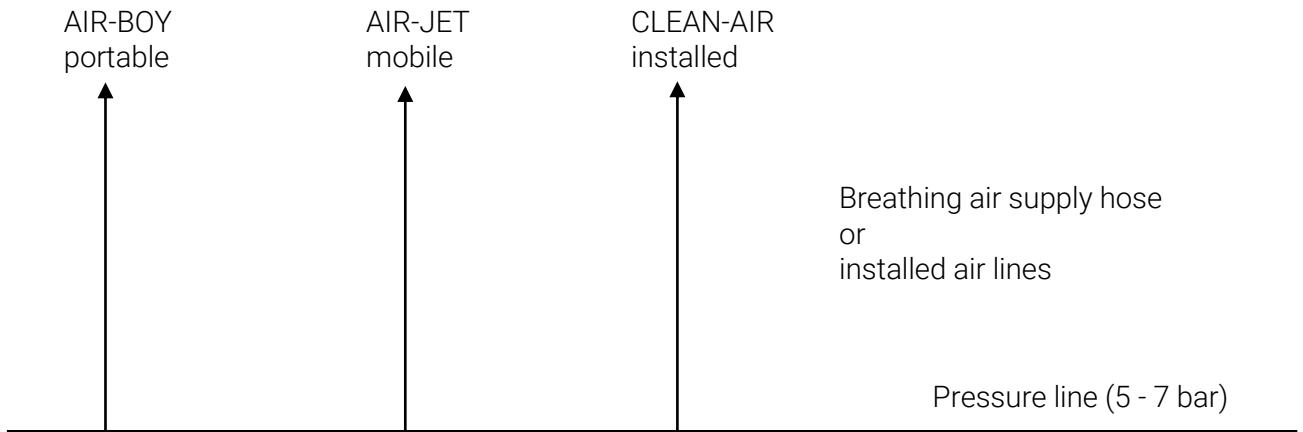 AIR-BOY
portable
AIR-JET
mobile
CLEAN-AIR
installed
Breathing air supply hose
or
installed air lines
Pressure line (5 - 7 bar)